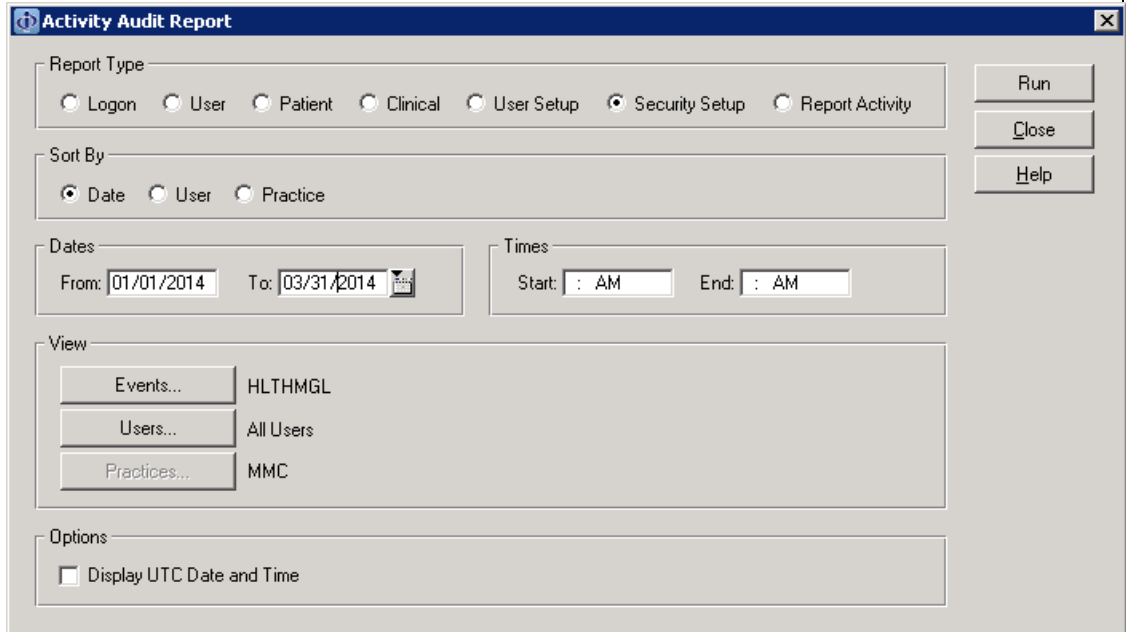 Activity Audit Report
Report Type
Logon User Patient Clinical User Setup Security Setup Report Activity
Run
Close
Help
Sort By
Date User Practice
Dates
From: 01/01/2014 To: 03/31/2014
Times
Start: : AM End: : AM
View
Events... HLTHMGL
Users... All Users
Practices... MMC
Options
Display UTC Date and Time